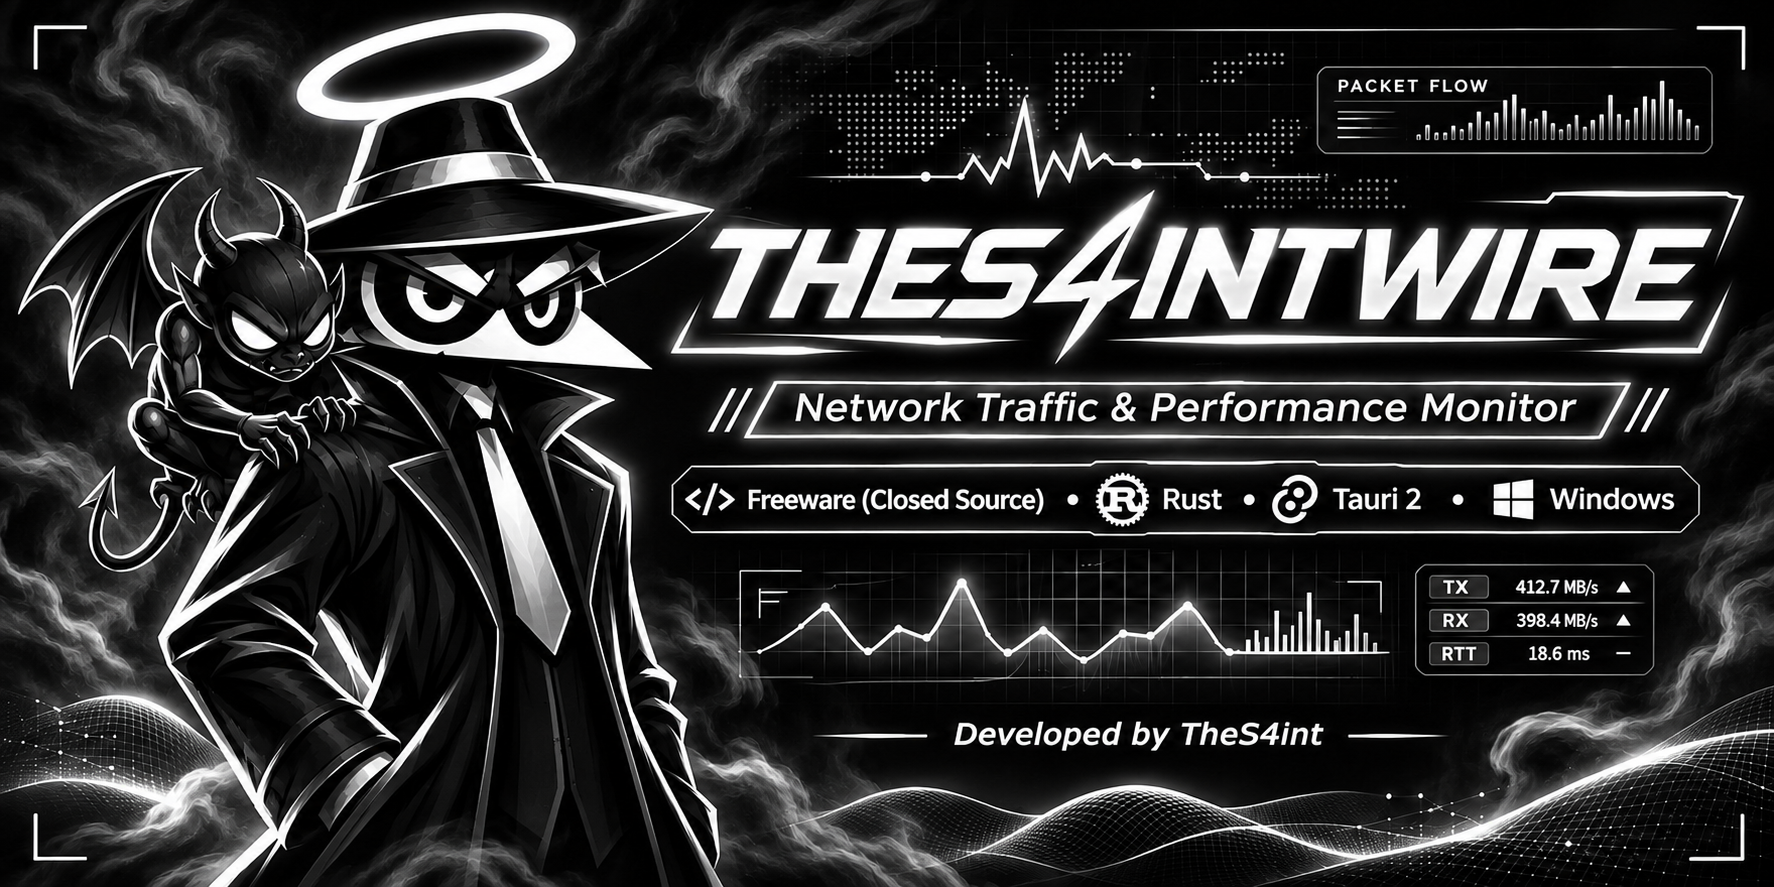 PACKET FLOW
THES4INTWIRE
// Network Traffic & Performance Monitor //
</> Freeware (Closed Source) • R Rust • Tauri 2 • Windows
TX 412.7 MB/s ▲
RX 398.4 MB/s ▲
RTT 18.6 ms —
Developed by TheS4int